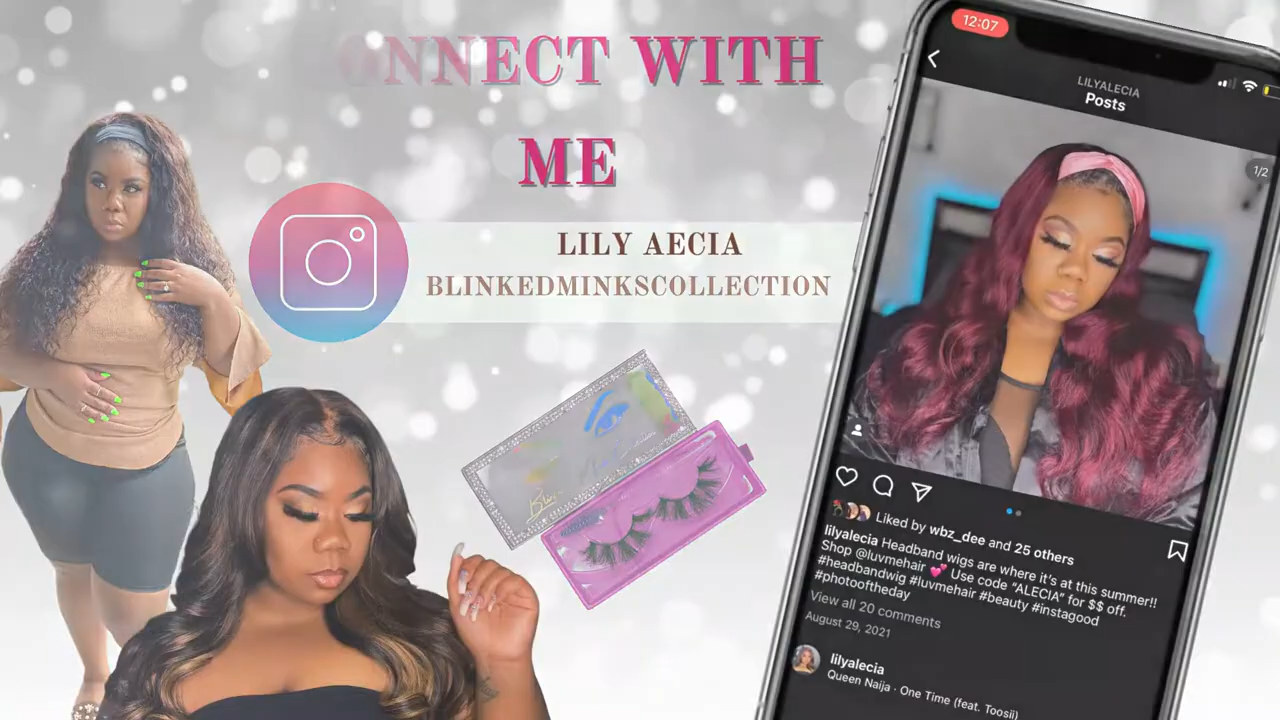 ONNECT WITH
ME
LILY AECIA
BLINKEDMINKSCOLLECTION
12:07
LILYALECIA
Posts
1/2
Liked by wbz_dee and 25 others
lilyalecia Headband wigs are where it's at this summer!!
Shop @luvmehair 💕 Use code "ALECIA" for $$ off.
#headbandwig #luvmehair #beauty #instagood
#photooftheday
View all 20 comments
August 29, 2021
lilyalecia
Queen Naija · One Time (feat. Toosii)